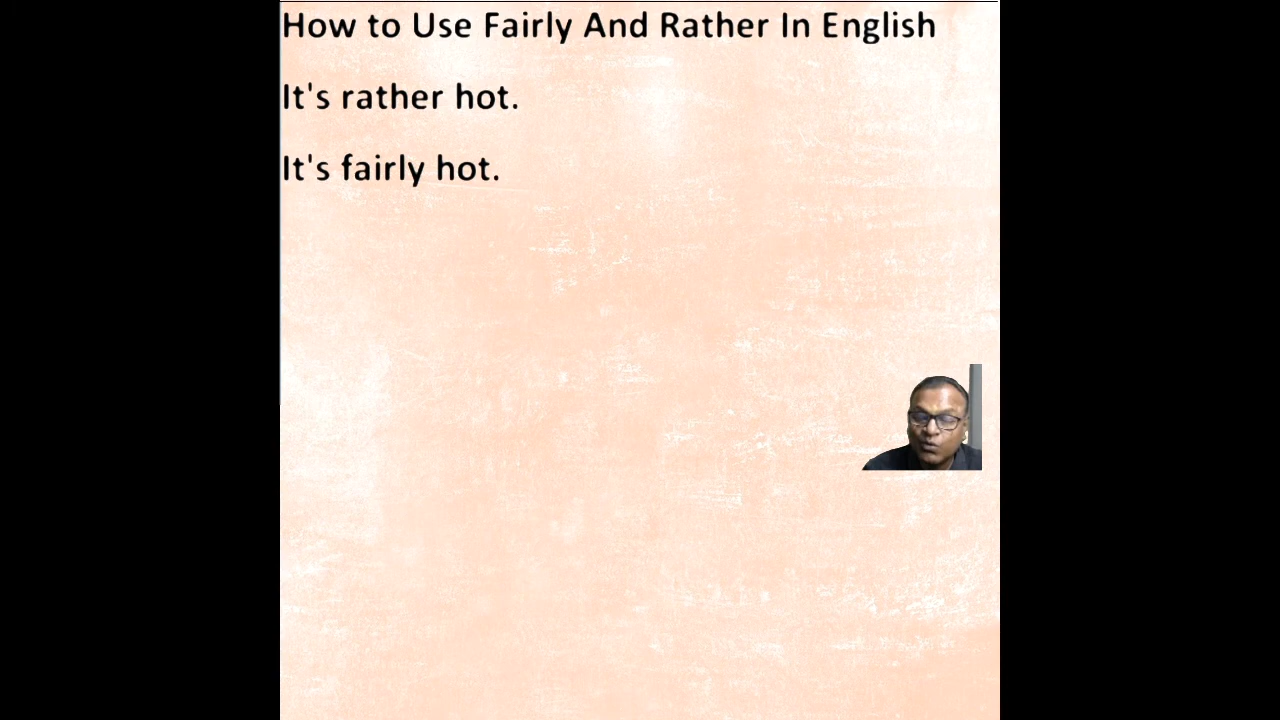 How to Use Fairly And Rather In English
It's rather hot.
It's fairly hot.